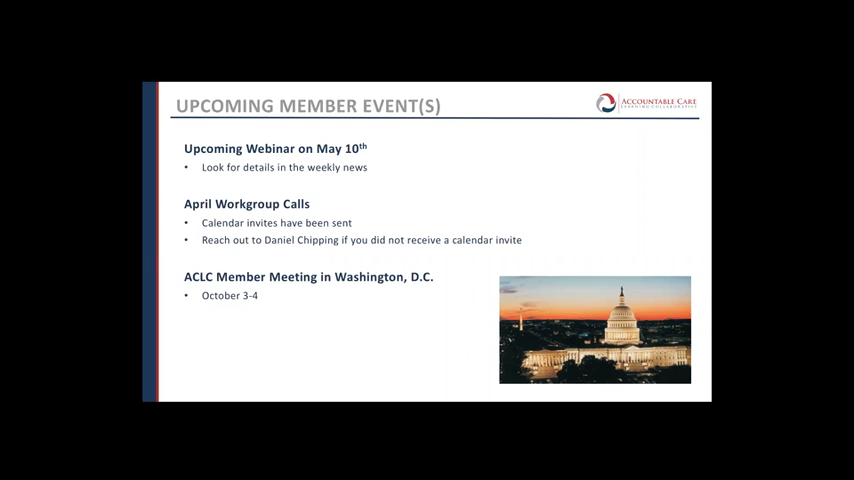 UPCOMING MEMBER EVENT(S)
ACCOUNTABLE CARE
LEARNING COLLABORATIVE
Upcoming Webinar on May 10th
• Look for details in the weekly news
April Workgroup Calls
• Calendar invites have been sent
• Reach out to Daniel Chipping if you did not receive a calendar invite
ACLC Member Meeting in Washington, D.C.
• October 3-4